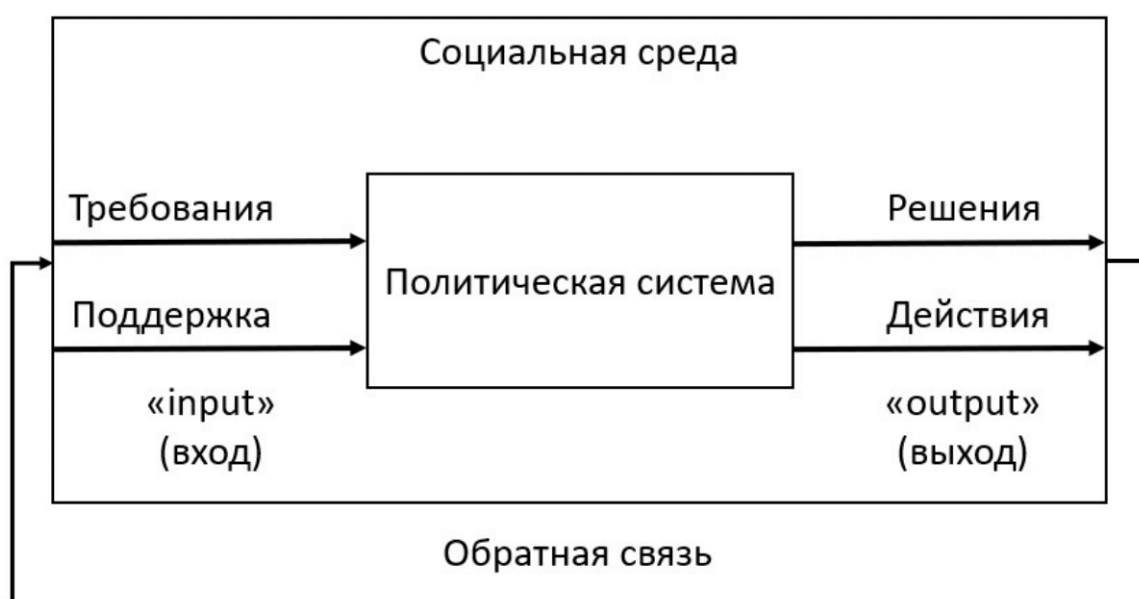 Социальная среда
Требования
Решения
Политическая система
Поддержка
Действия
«input»
(вход)
«output»
(выход)
Обратная связь